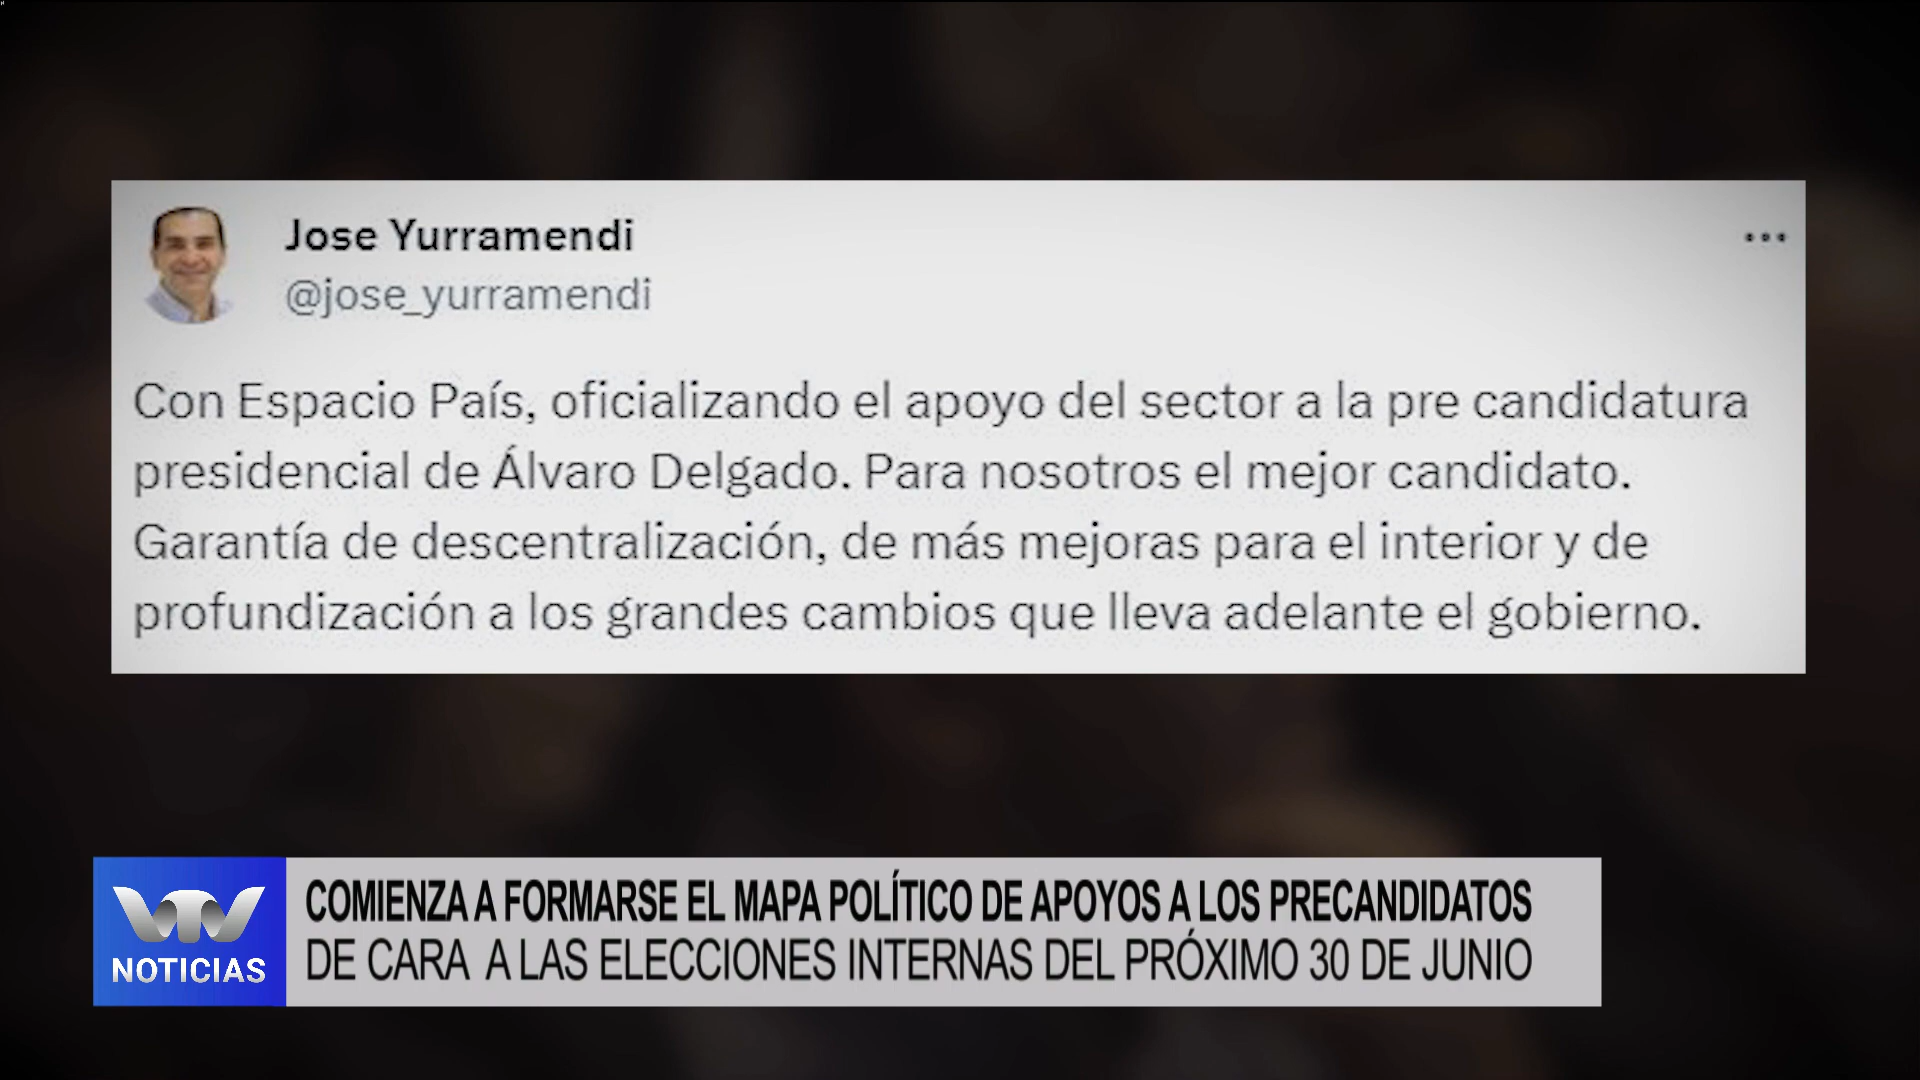 Jose Yurramendi
@jose_yurramendi
Con Espacio País, oficializando el apoyo del sector a la pre candidatura
presidencial de Álvaro Delgado. Para nosotros el mejor candidato.
Garantía de descentralización, de más mejoras para el interior y de
profundización a los grandes cambios que lleva adelante el gobierno.
VTV
NOTICIAS
COMIENZA A FORMARSE EL MAPA POLÍTICO DE APOYOS A LOS PRECANDIDATOS
DE CARA A LAS ELECCIONES INTERNAS DEL PRÓXIMO 30 DE JUNIO